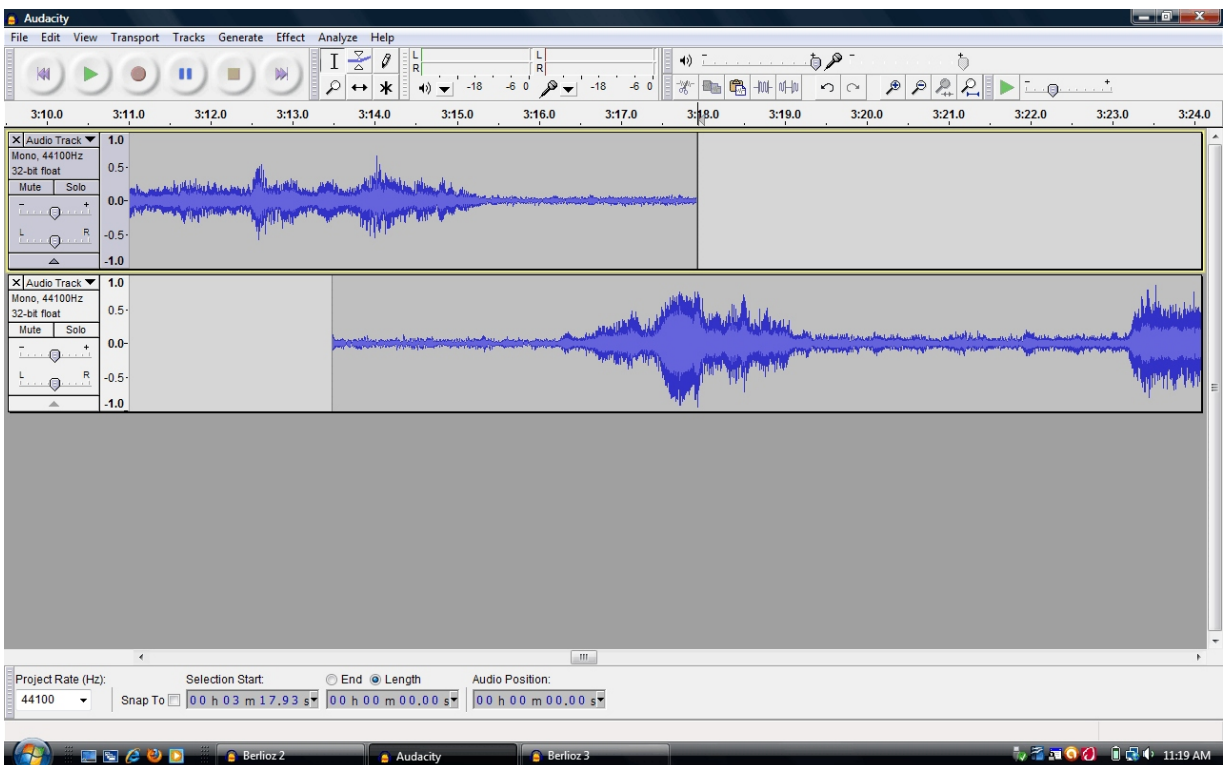 Audacity
File Edit View Transport Tracks Generate Effect Analyze Help
L R L R
-18 -6 0 -18 -6 0
3:10.0 3:11.0 3:12.0 3:13.0 3:14.0 3:15.0 3:16.0 3:17.0 3:18.0 3:19.0 3:20.0 3:21.0 3:22.0 3:23.0 3:24.0
X Audio Track 1.0
Mono, 44100Hz
32-bit float 0.5
Mute Solo
- + 0.0
L R -0.5
-1.0
X Audio Track 1.0
Mono, 44100Hz
32-bit float 0.5
Mute Solo
- + 0.0
L R -0.5
-1.0
Project Rate (Hz): Selection Start: End Length Audio Position:
44100 Snap To 00 h 03 m 17.93 s 00 h 00 m 00.00 s 00 h 00 m 00.00 s
Berlioz 2 Audacity Berlioz 3 11:19 AM